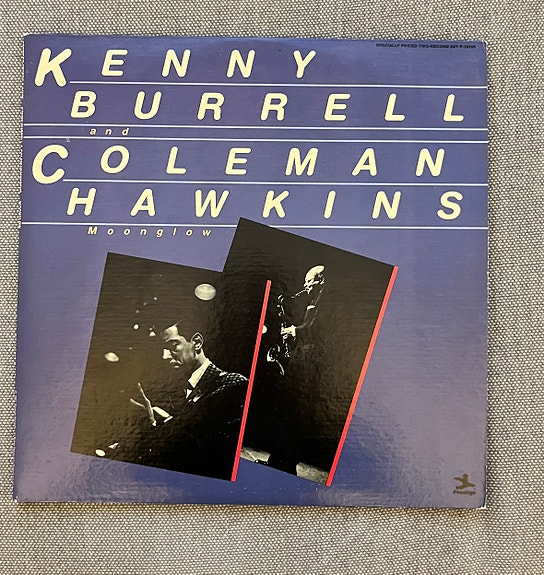 SPECIALLY PRICED TWO-RECORD SET P-24106
KENNY
BURRELL
and
COLEMAN
HAWKINS
Moonglow
Prestige